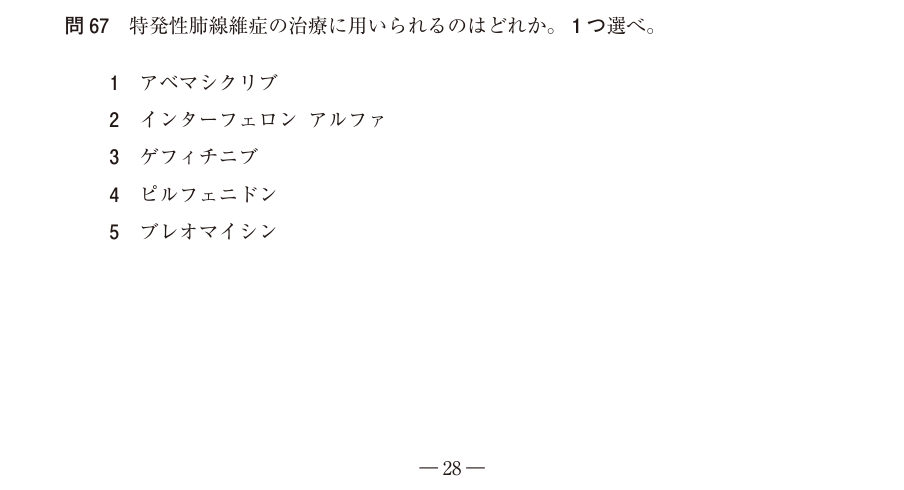 問 67 特発性肺線維症の治療に用いられるのはどれか。1つ選べ。
1 アベマシクリブ
2 インターフェロン アルファ
3 ゲフィチニブ
4 ピルフェニドン
5 ブレオマイシン
— 28 —